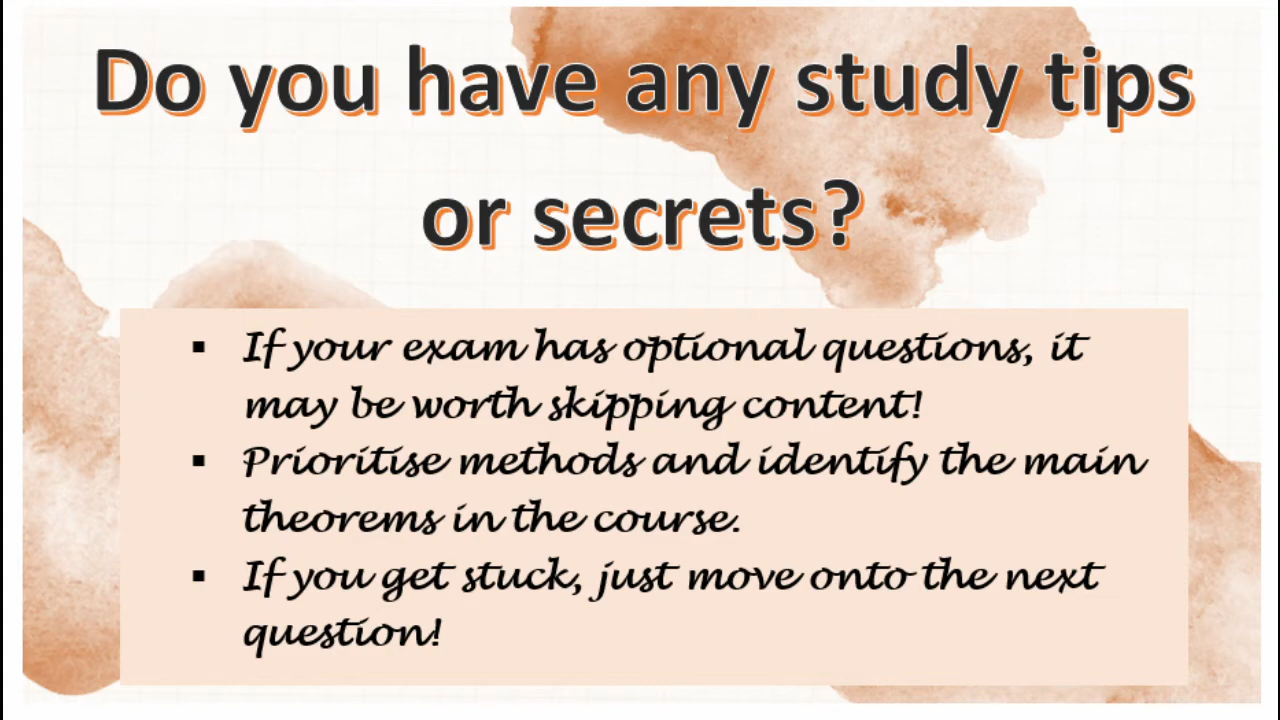 Do you have any study tips
or secrets?
▪ If your exam has optional questions, it
may be worth skipping content!
▪ Prioritise methods and identify the main
theorems in the course.
▪ If you get stuck, just move onto the next
question!